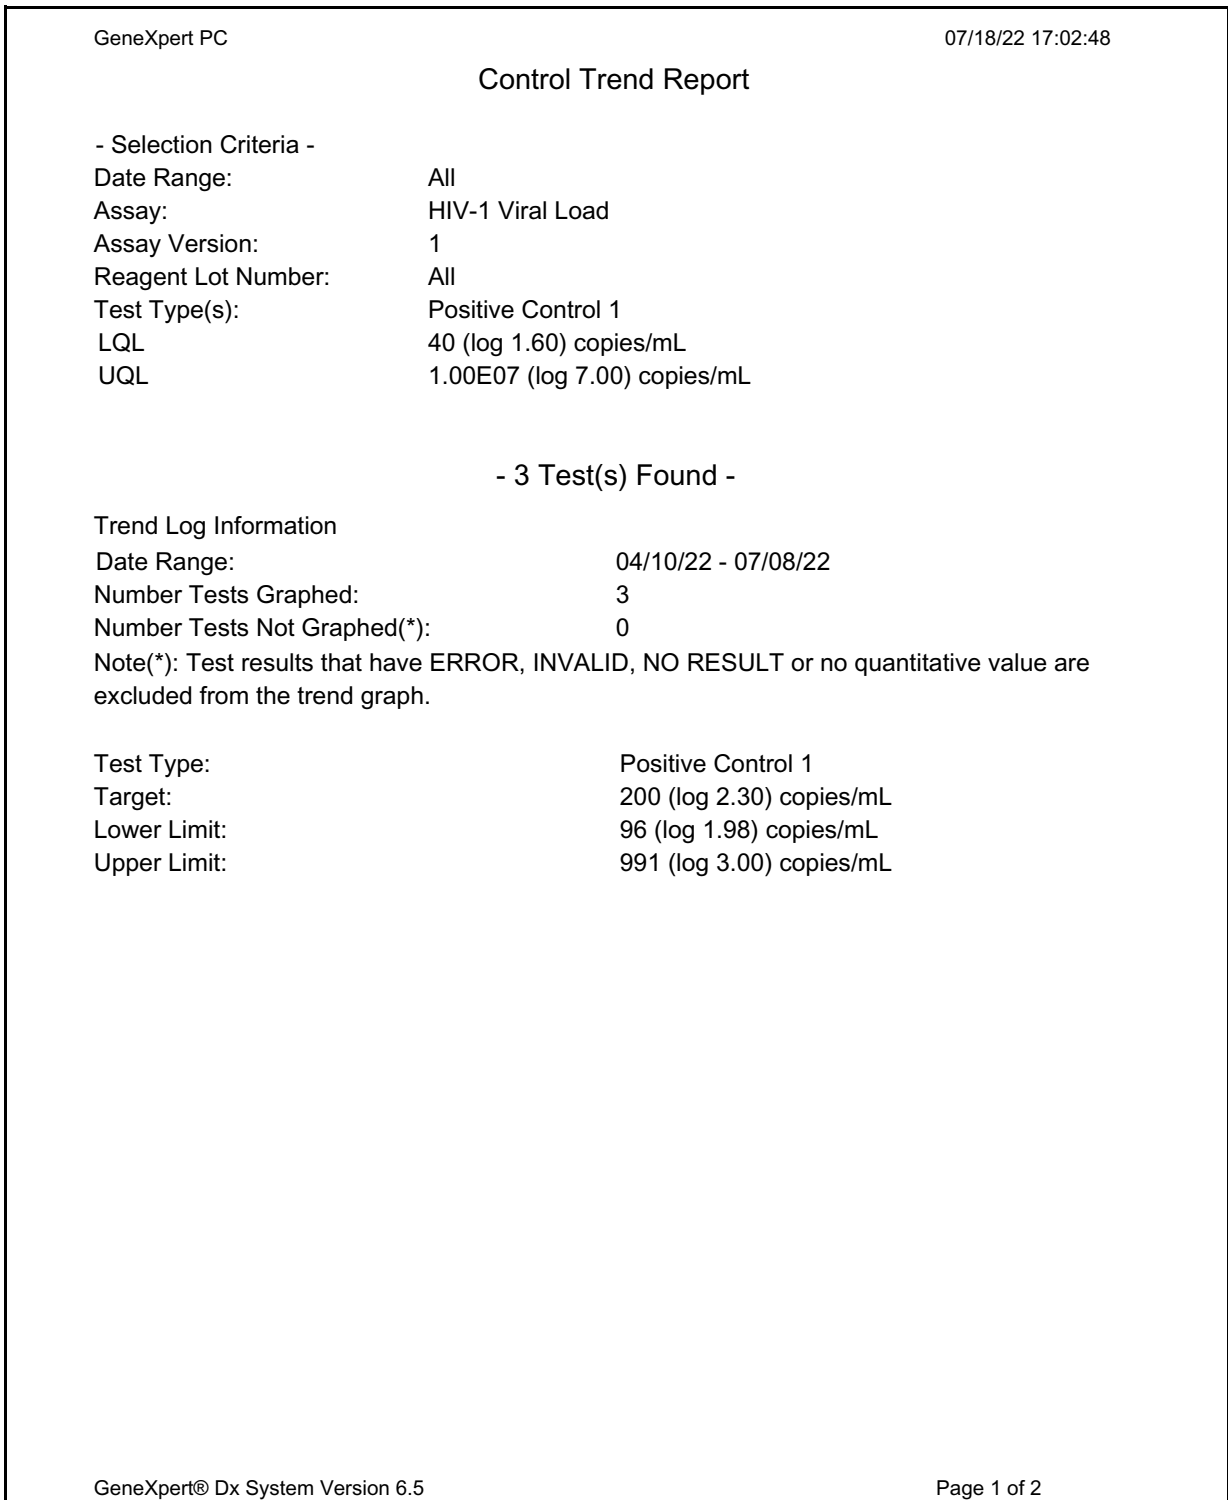 GeneXpert PC 07/18/22 17:02:48
Control Trend Report
- Selection Criteria -
Date Range: All
Assay: HIV-1 Viral Load
Assay Version: 1
Reagent Lot Number: All
Test Type(s): Positive Control 1
LQL 40 (log 1.60) copies/mL
UQL 1.00E07 (log 7.00) copies/mL
- 3 Test(s) Found -
Trend Log Information
Date Range: 04/10/22 - 07/08/22
Number Tests Graphed: 3
Number Tests Not Graphed(*): 0
Note(*): Test results that have ERROR, INVALID, NO RESULT or no quantitative value are
excluded from the trend graph.
Test Type: Positive Control 1
Target: 200 (log 2.30) copies/mL
Lower Limit: 96 (log 1.98) copies/mL
Upper Limit: 991 (log 3.00) copies/mL
GeneXpert® Dx System Version 6.5 Page 1 of 2